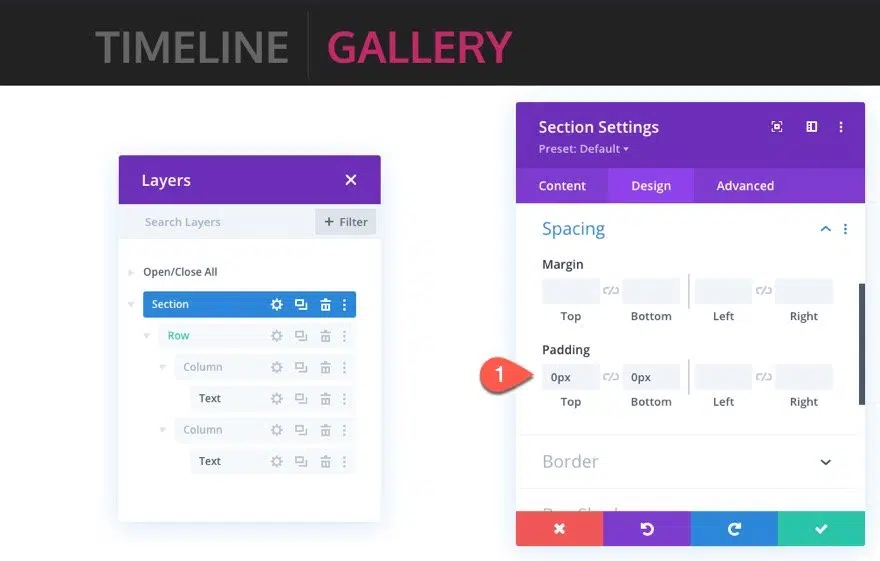 TIMELINE GALLERY
Layers
Search Layers
+ Filter
Open/Close All
Section
Row
Column
Text
Column
Text
Section Settings
Preset: Default
Content Design Advanced
Spacing
Margin
Top Bottom Left Right
Padding
1
0px 0px
Top Bottom Left Right
Border